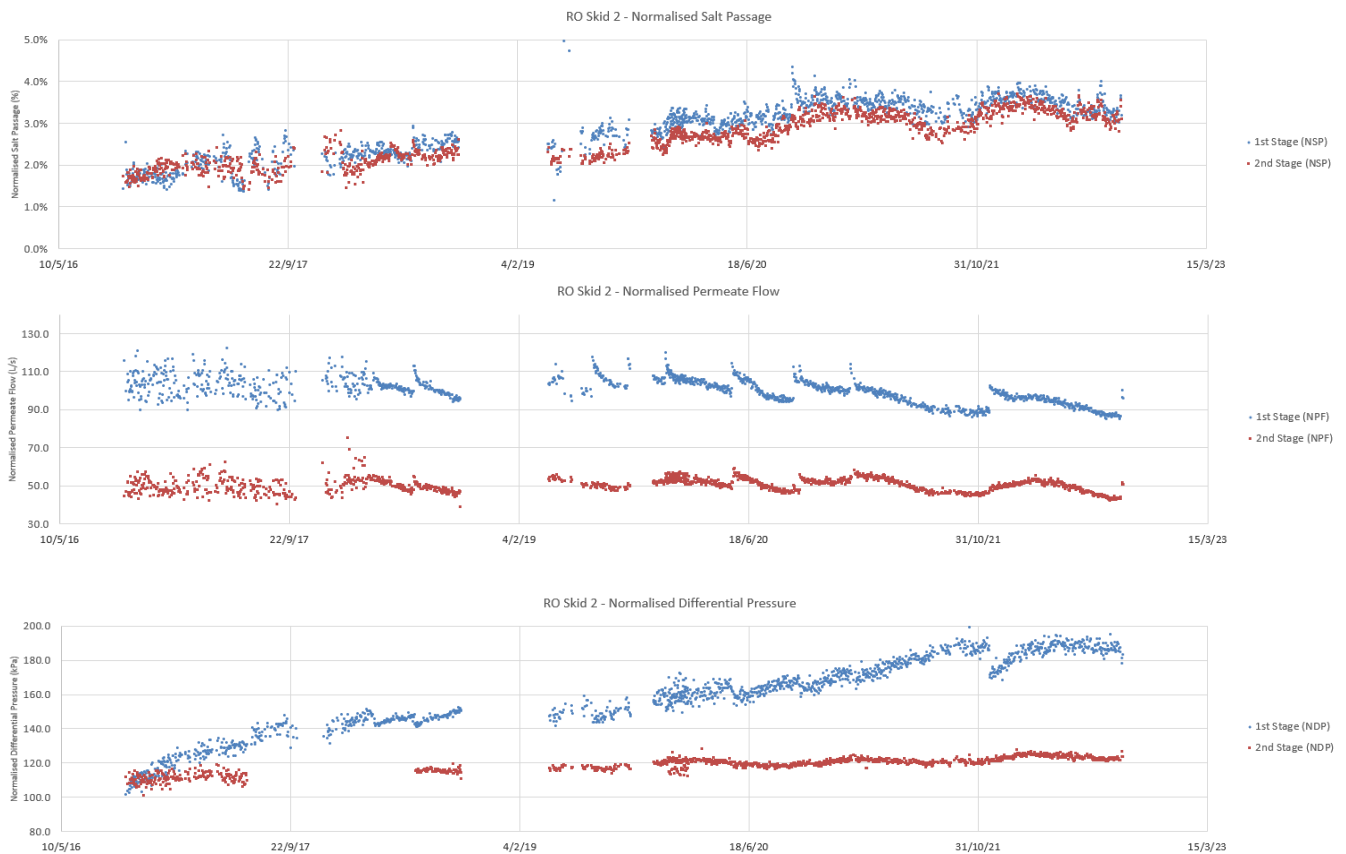 RO Skid 2 - Normalised Salt Passage
5.0%
4.0%
3.0%
2.0%
1.0%
0.0%
Normalised Salt Passage (%)
10/5/16 22/9/17 4/2/19 18/6/20 31/10/21 15/3/23
1st Stage (NSP)
2nd Stage (NSP)
RO Skid 2 - Normalised Permeate Flow
130.0
110.0
90.0
70.0
50.0
30.0
Normalised Permeate Flow (L/s)
10/5/16 22/9/17 4/2/19 18/6/20 31/10/21 15/3/23
1st Stage (NPF)
2nd Stage (NPF)
RO Skid 2 - Normalised Differential Pressure
200.0
180.0
160.0
140.0
120.0
100.0
80.0
Normalised Differential Pressure (kPa)
10/5/16 22/9/17 4/2/19 18/6/20 31/10/21 15/3/23
1st Stage (NDP)
2nd Stage (NDP)